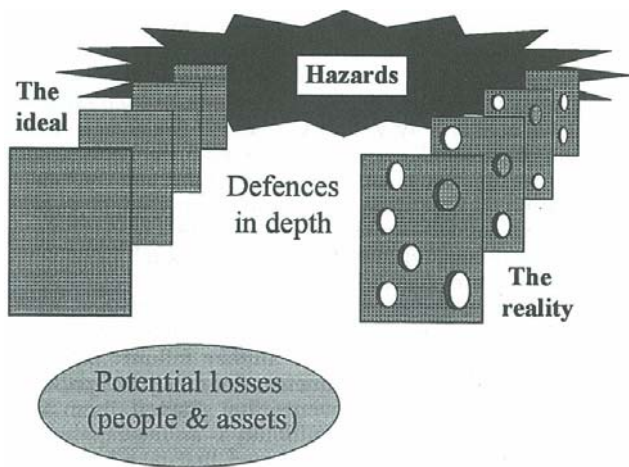 Hazards
The
ideal
Defences
in depth
The
reality
Potential losses
(people & assets)